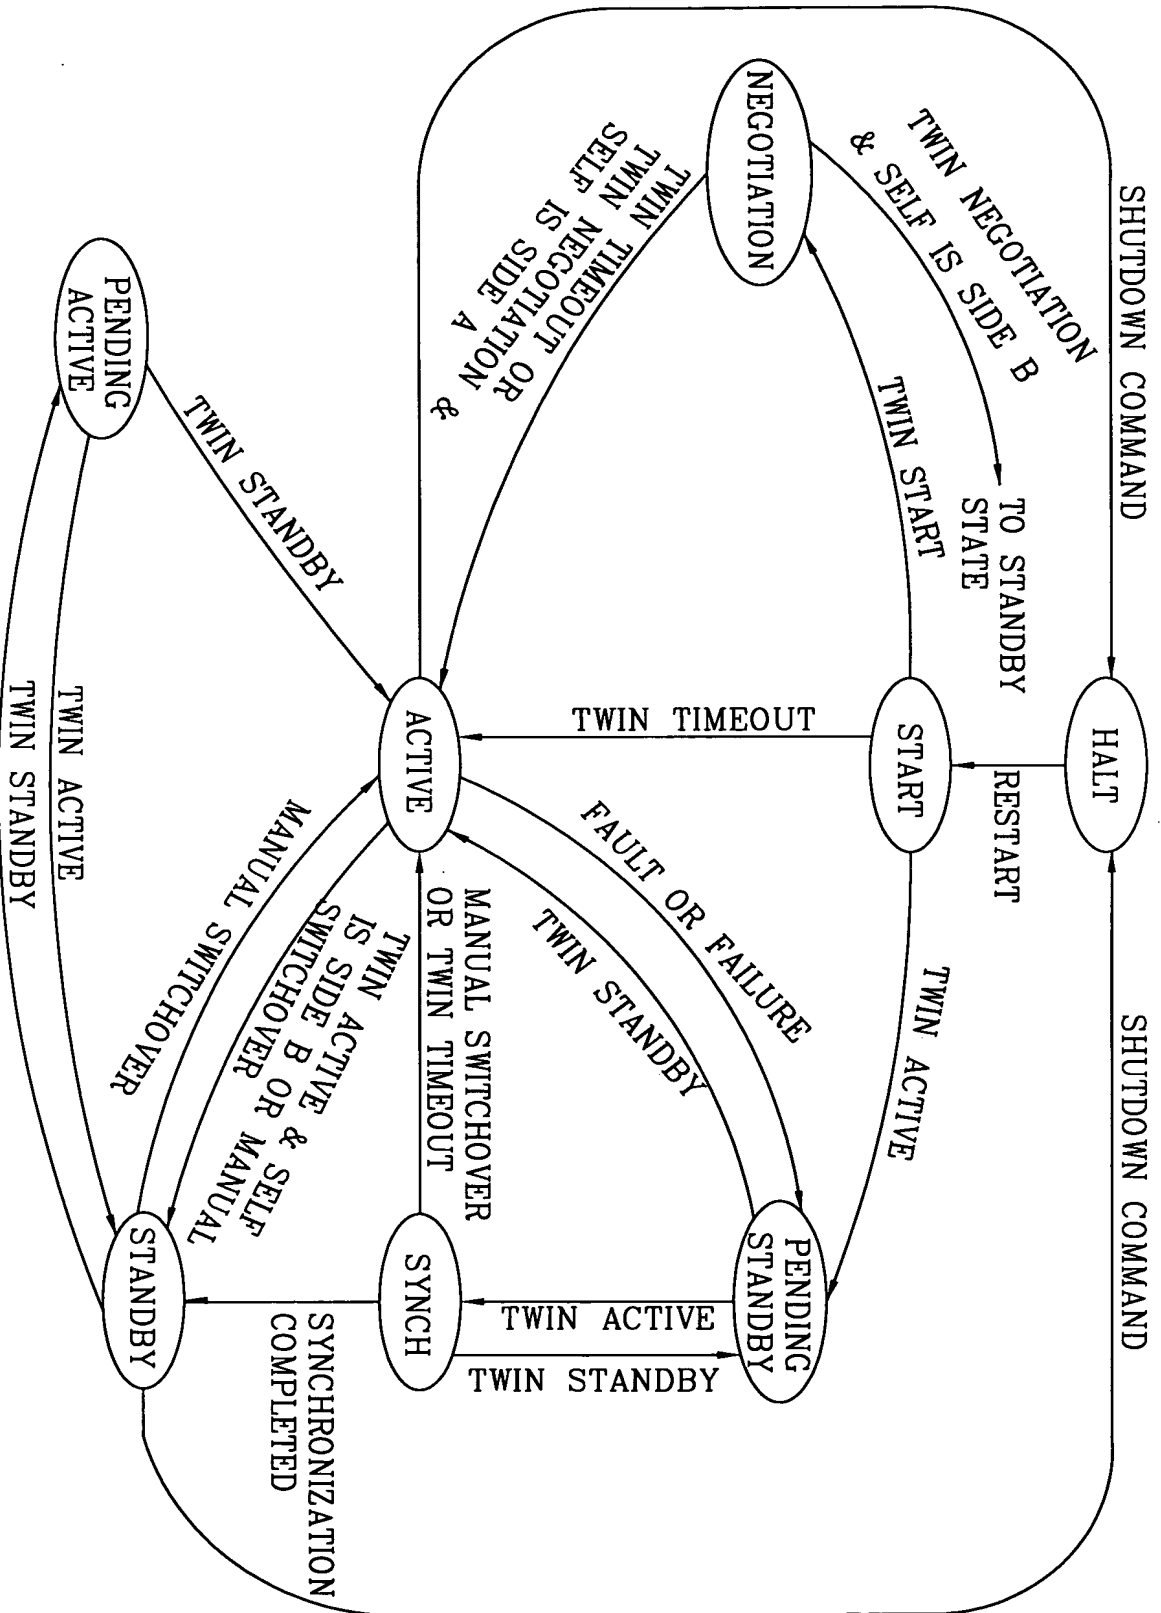 SHUTDOWN COMMAND
SHUTDOWN COMMAND
HALT
RESTART
TWIN NEGOTIATION
& SELF IS SIDE B
TO STANDBY
STATE
TWIN START
START
TWIN ACTIVE
NEGOTIATION
TWIN TIMEOUT
PENDING
STANDBY
TWIN TIMEOUT OR
TWIN NEGOTIATION &
SELF IS SIDE A
FAULT OR FAILURE
TWIN STANDBY
TWIN ACTIVE
TWIN STANDBY
ACTIVE
MANUAL SWITCHOVER
OR TWIN TIMEOUT
SYNCH
TWIN STANDBY
TWIN ACTIVE & SELF
IS SIDE B OR MANUAL
SWITCHOVER
MANUAL SWITCHOVER
SYNCHRONIZATION
COMPLETED
PENDING
ACTIVE
STANDBY
TWIN ACTIVE
TWIN STANDBY